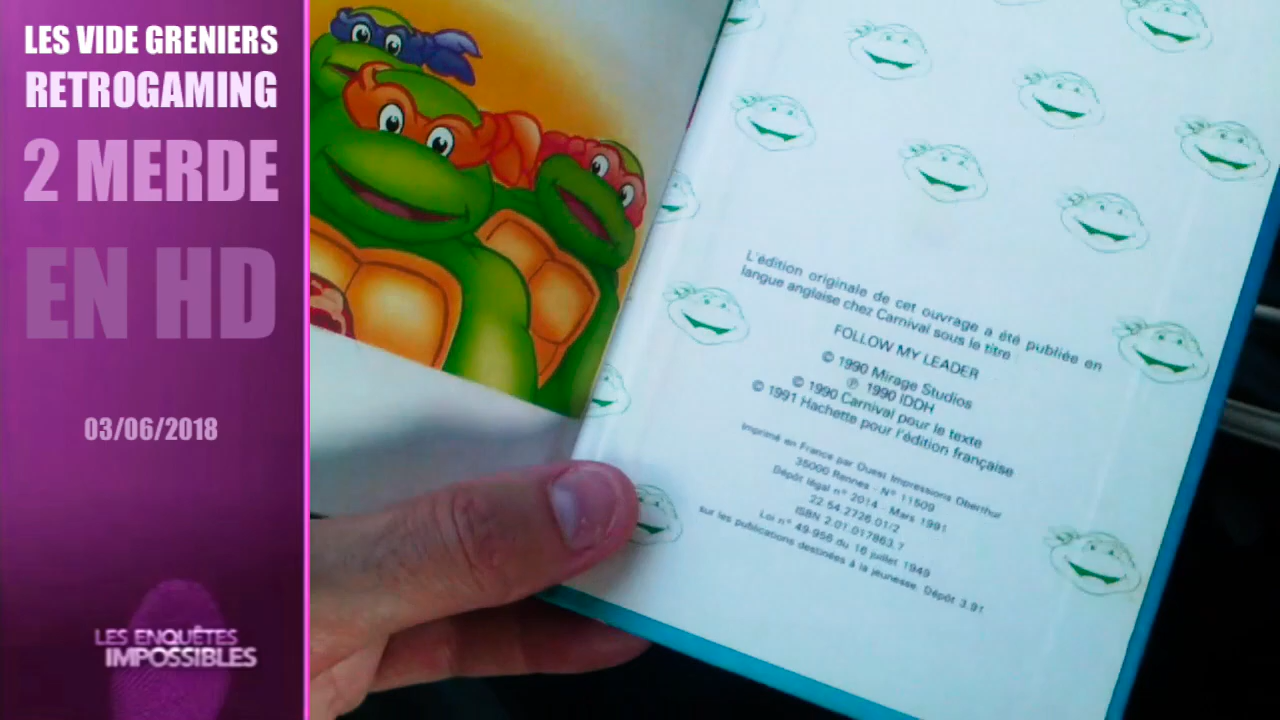 LES VIDE GRENIERS
RETROGAMING
2 MERDE
EN HD
03/06/2018
LES ENQUÊTES
IMPOSSIBLES
L'édition originale de cet ouvrage a été publiée en
langue anglaise chez Carnival sous le titre
FOLLOW MY LEADER
© 1990 Mirage Studios
℗ 1990 IDDH
© 1990 Carnival pour le texte
© 1991 Hachette pour l'édition française
Imprimé en France par Ouest Impressions Oberthur
35000 Rennes - N° 11509
Dépôt légal n° 2014 - Mars 1991
22.54.2726.01/2
ISBN 2.01.017863.7
Loi n° 49-956 du 16 juillet 1949
sur les publications destinées à la jeunesse. Dépôt 3.91